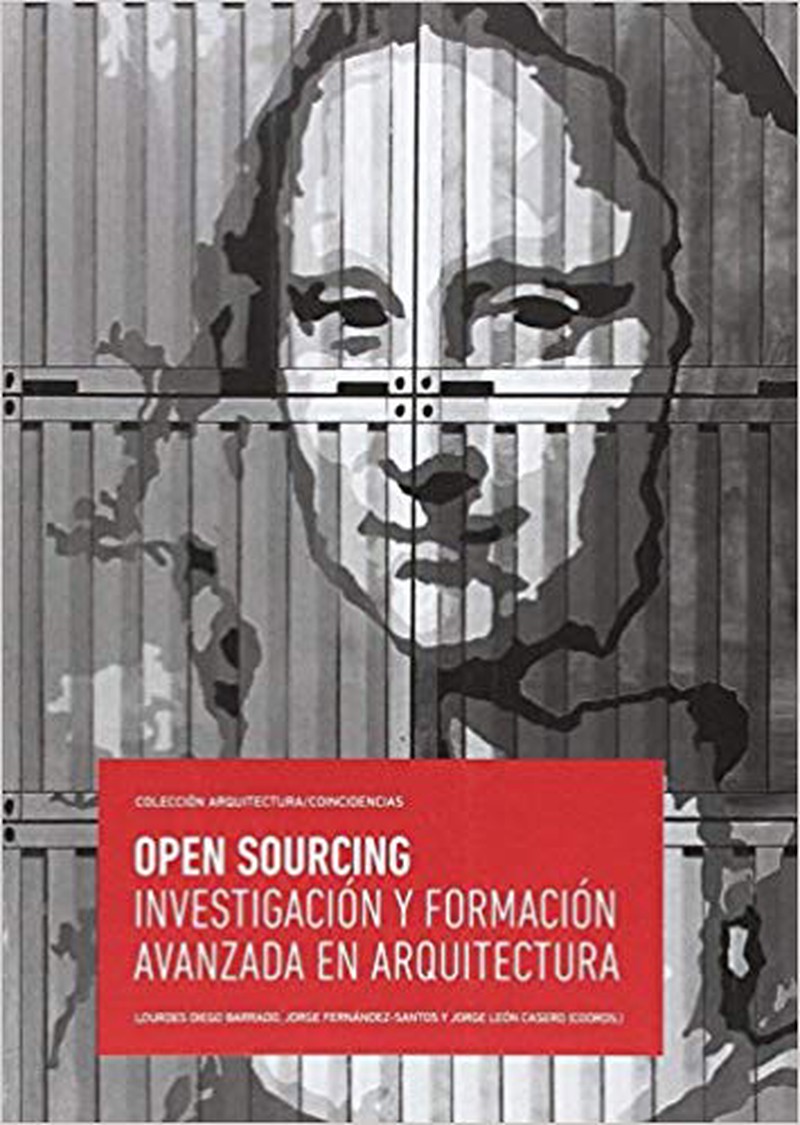 COLECCIÓN ARQUITECTURA/COINCIDENCIAS
OPEN SOURCING
INVESTIGACIÓN Y FORMACIÓN
AVANZADA EN ARQUITECTURA
LOURDES DIEGO BARRADO, JORGE FERNÁNDEZ-SANTOS Y JORGE LEÓN CASERO (COORDS.)